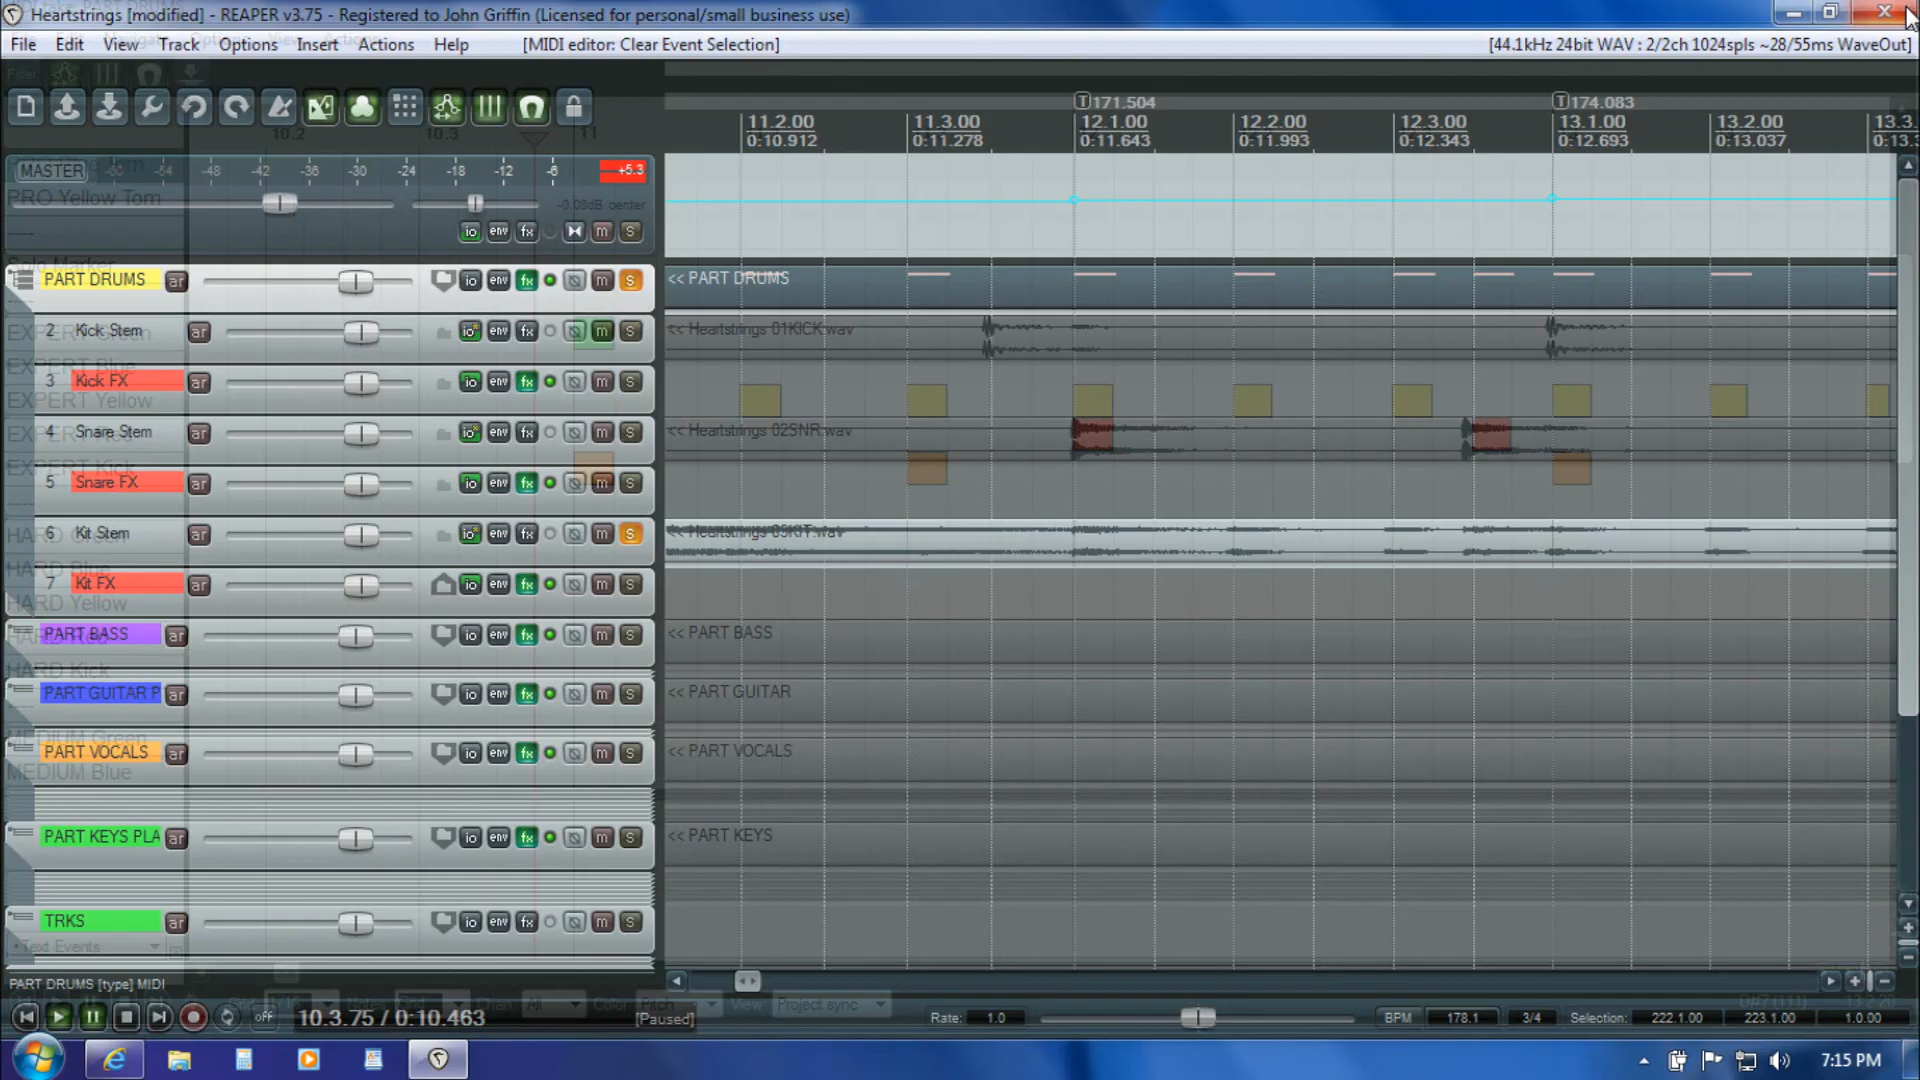 Heartstrings [modified] - REAPER v3.75 - Registered to John Griffin (Licensed for personal/small business use)
File Edit View Track Options Insert Actions Help [MIDI editor: Clear Event Selection] [44.1kHz 24bit WAV : 2/2ch 1024spls ~28/55ms WaveOut]
171.504 174.083
11.2.00 11.3.00 12.1.00 12.2.00 12.3.00 13.1.00 13.2.00 13.3.
0:10.912 0:11.278 0:11.643 0:11.993 0:12.343 0:12.693 0:13.037 0:13.
10.2 10.3 11
MASTER -60 -54 -48 -42 -36 -30 -24 -18 -12 -6 +5.3
PRO Yellow Tom -0.08dB center
io env fx m S
Solo Marker
PART DRUMS ar io env fx m S << PART DRUMS
EXPERT Green
2 Kick Stem ar io env fx m S << Heartstrings 01KICK.wav
EXPERT Blue
3 Kick FX ar io env fx m S
EXPERT Yellow
4 Snare Stem ar io env fx m S << Heartstrings 02SNR.wav
EXPERT Kick
5 Snare FX ar io env fx m S
HARD Green
6 Kit Stem ar io env fx m S << Heartstrings 03KIT.wav
HARD Blue
7 Kit FX ar io env fx m S
HARD Yellow
PART BASS ar io env fx m S << PART BASS
HARD Kick
PART GUITAR P ar io env fx m S << PART GUITAR
MEDIUM Green
PART VOCALS ar io env fx m S << PART VOCALS
MEDIUM Blue
PART KEYS PLA ar io env fx m S << PART KEYS
TRKS ar io env fx m S
Text Events
PART DRUMS [type] MIDI
Color Pitch View Project sync
off 10.3.75 / 0:10.463 [Paused] Rate: 1.0 BPM 178.1 3/4 Selection: 222.1.00 223.1.00 1.0.00
7:15 PM